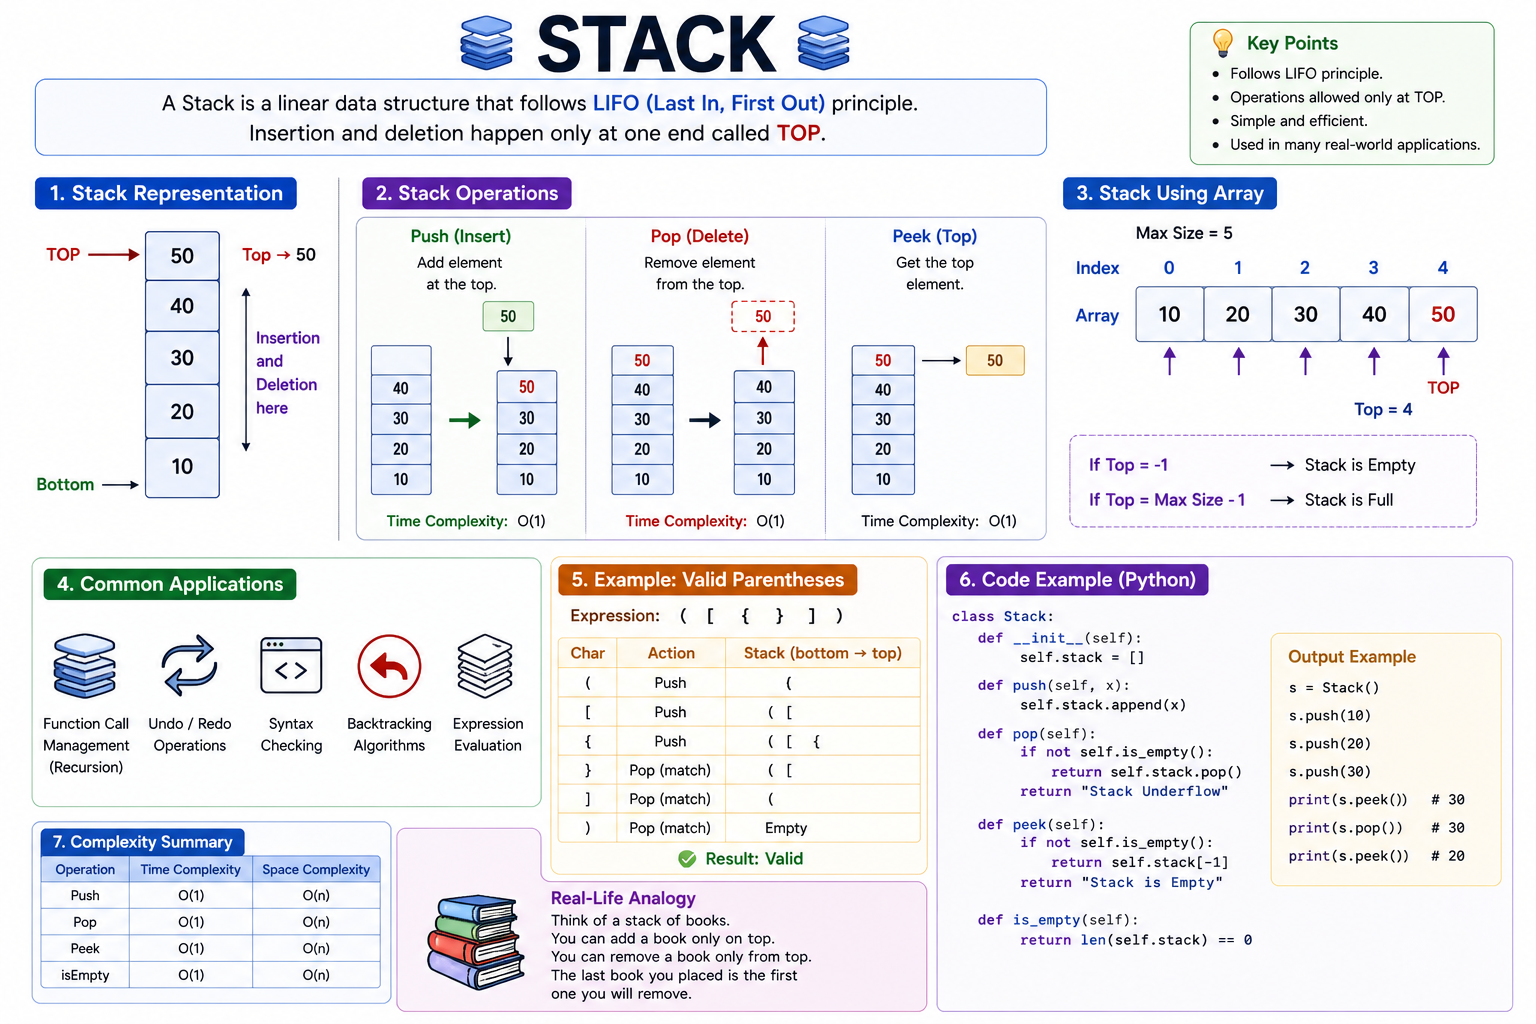 STACK
A Stack is a linear data structure that follows LIFO (Last In, First Out) principle.
Insertion and deletion happen only at one end called TOP.
Key Points
• Follows LIFO principle.
• Operations allowed only at TOP.
• Simple and efficient.
• Used in many real-world applications.
1. Stack Representation
TOP
50
Top → 50
40
30
20
10
Insertion
and
Deletion
here
Bottom
2. Stack Operations
Push (Insert)
Add element
at the top.
50
40
30
20
10
50
30
20
10
Time Complexity: O(1)
Pop (Delete)
Remove element
from the top.
50
50
40
30
20
10
40
30
20
10
Time Complexity: O(1)
Peek (Top)
Get the top
element.
50
40
30
20
10
50
Time Complexity: O(1)
3. Stack Using Array
Max Size = 5
Index 0 1 2 3 4
Array 10 20 30 40 50
TOP
Top = 4
If Top = -1 → Stack is Empty
If Top = Max Size - 1 → Stack is Full
4. Common Applications
Function Call
Management
(Recursion)
Undo / Redo
Operations
Syntax
Checking
Backtracking
Algorithms
Expression
Evaluation
5. Example: Valid Parentheses
Expression: ( [ { } ] )
Char Action Stack (bottom → top)
( Push (
[ Push ( [
{ Push ( [ {
} Pop (match) ( [
] Pop (match) (
) Pop (match) Empty
Result: Valid
6. Code Example (Python)
class Stack:
def __init__(self):
self.stack = []
def push(self, x):
self.stack.append(x)
def pop(self):
if not self.is_empty():
return self.stack.pop()
return "Stack Underflow"
def peek(self):
if not self.is_empty():
return self.stack[-1]
return "Stack is Empty"
def is_empty(self):
return len(self.stack) == 0
Output Example
s = Stack()
s.push(10)
s.push(20)
s.push(30)
print(s.peek()) # 30
print(s.pop()) # 30
print(s.peek()) # 20
7. Complexity Summary
Operation Time Complexity Space Complexity
Push O(1) O(n)
Pop O(1) O(n)
Peek O(1) O(n)
isEmpty O(1) O(n)
Real-Life Analogy
Think of a stack of books.
You can add a book only on top.
You can remove a book only from top.
The last book you placed is the first
one you will remove.